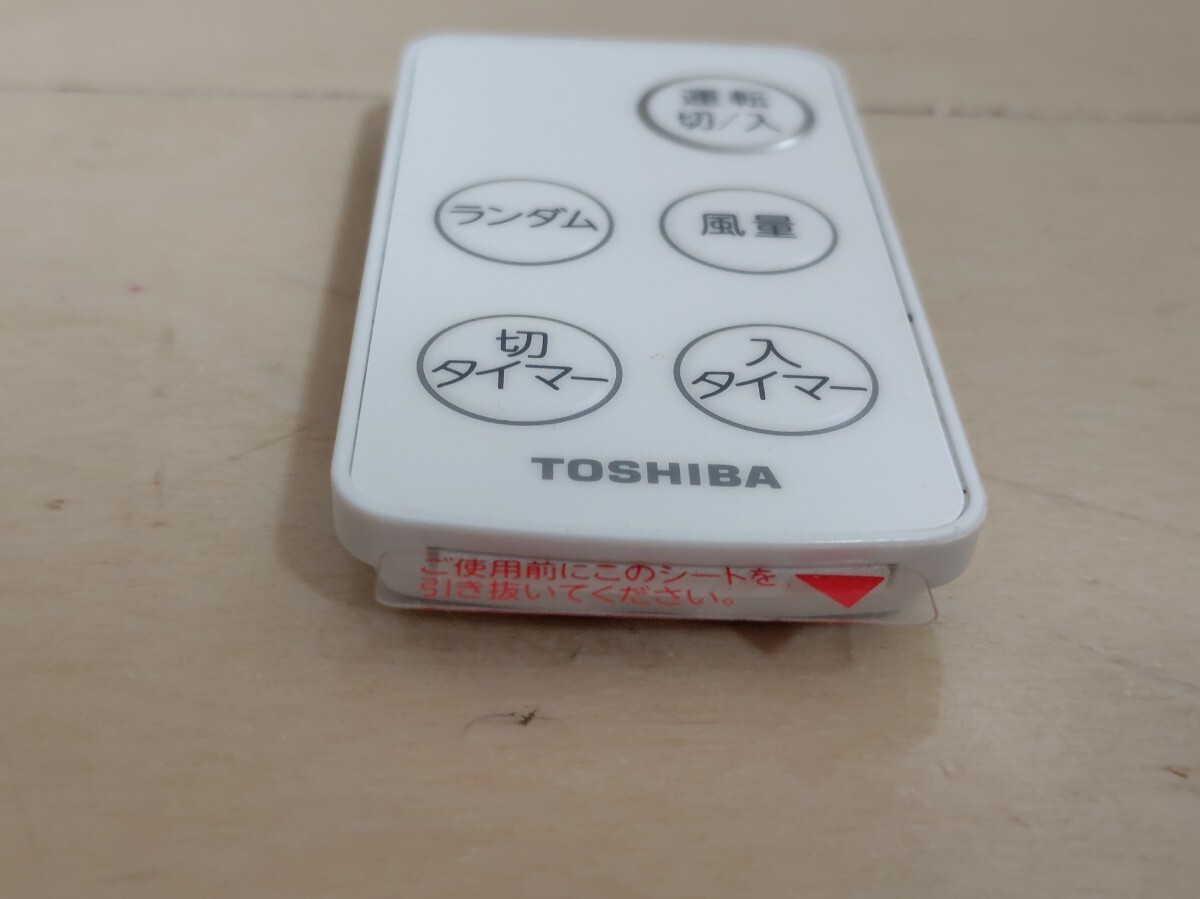 運転
切/入
ランダム
風量
切
タイマー
入
タイマー
TOSHIBA
ご使用前にこのシートを
引き抜いてください。